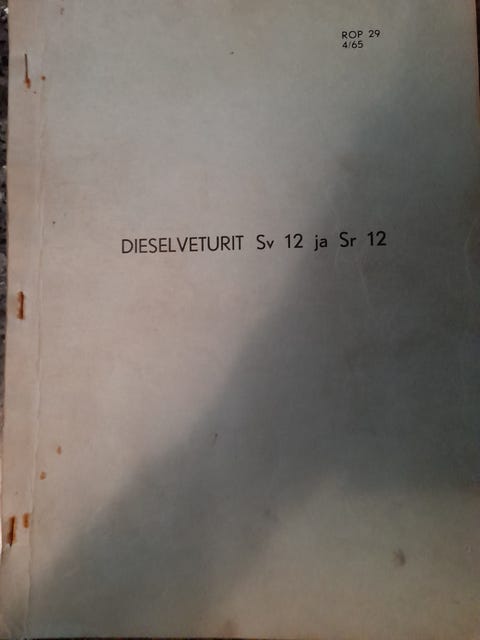 ROP 29
4/65
DIESELVETURIT Sv 12 ja Sr 12